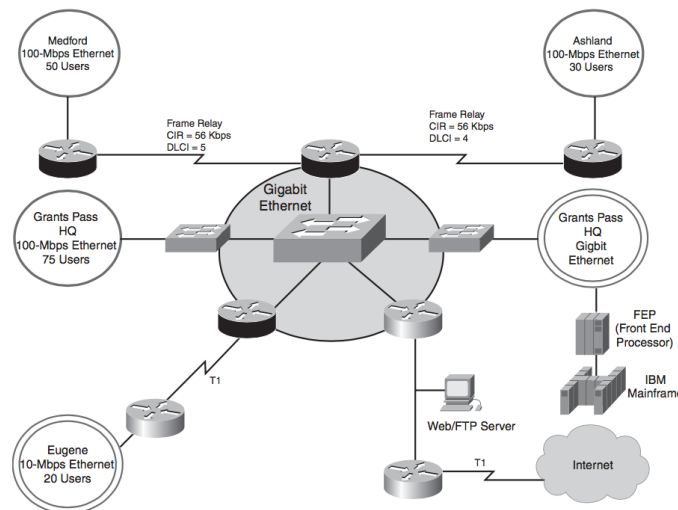 Medford
100-Mbps Ethernet
50 Users
Ashland
100-Mbps Ethernet
30 Users
Frame Relay
CIR = 56 Kbps
DLCI = 5
Frame Relay
CIR = 56 Kbps
DLCI = 4
Gigabit
Ethernet
Grants Pass
HQ
100-Mbps Ethernet
75 Users
Grants Pass
HQ
Gigbit
Ethernet
FEP
(Front End
Processor)
IBM
Mainframe
T1
Web/FTP Server
Eugene
10-Mbps Ethernet
20 Users
T1
Internet